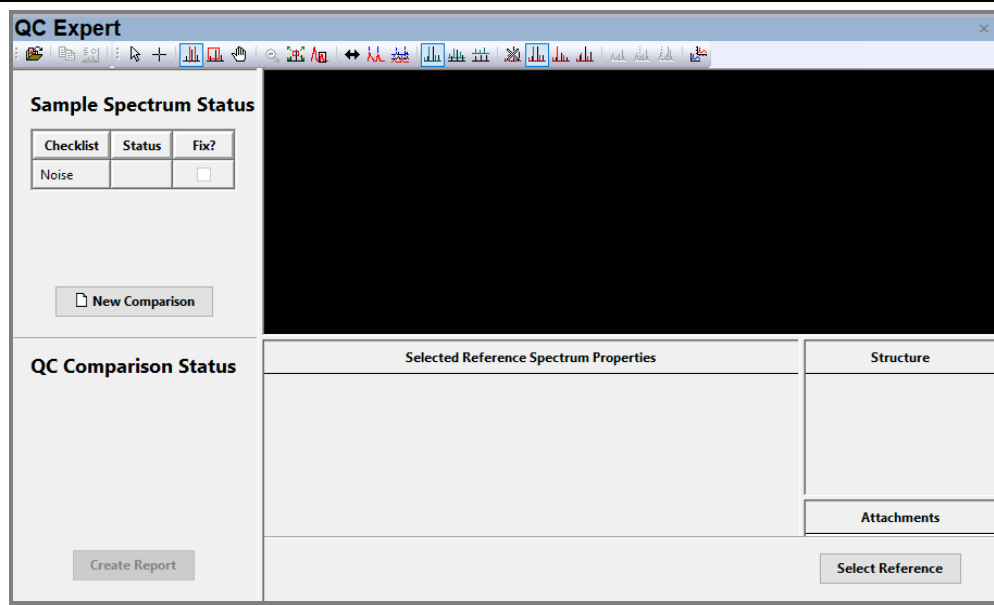 QC Expert
Sample Spectrum Status
Checklist Status Fix?
Noise
New Comparison
QC Comparison Status
Selected Reference Spectrum Properties
Structure
Attachments
Create Report
Select Reference